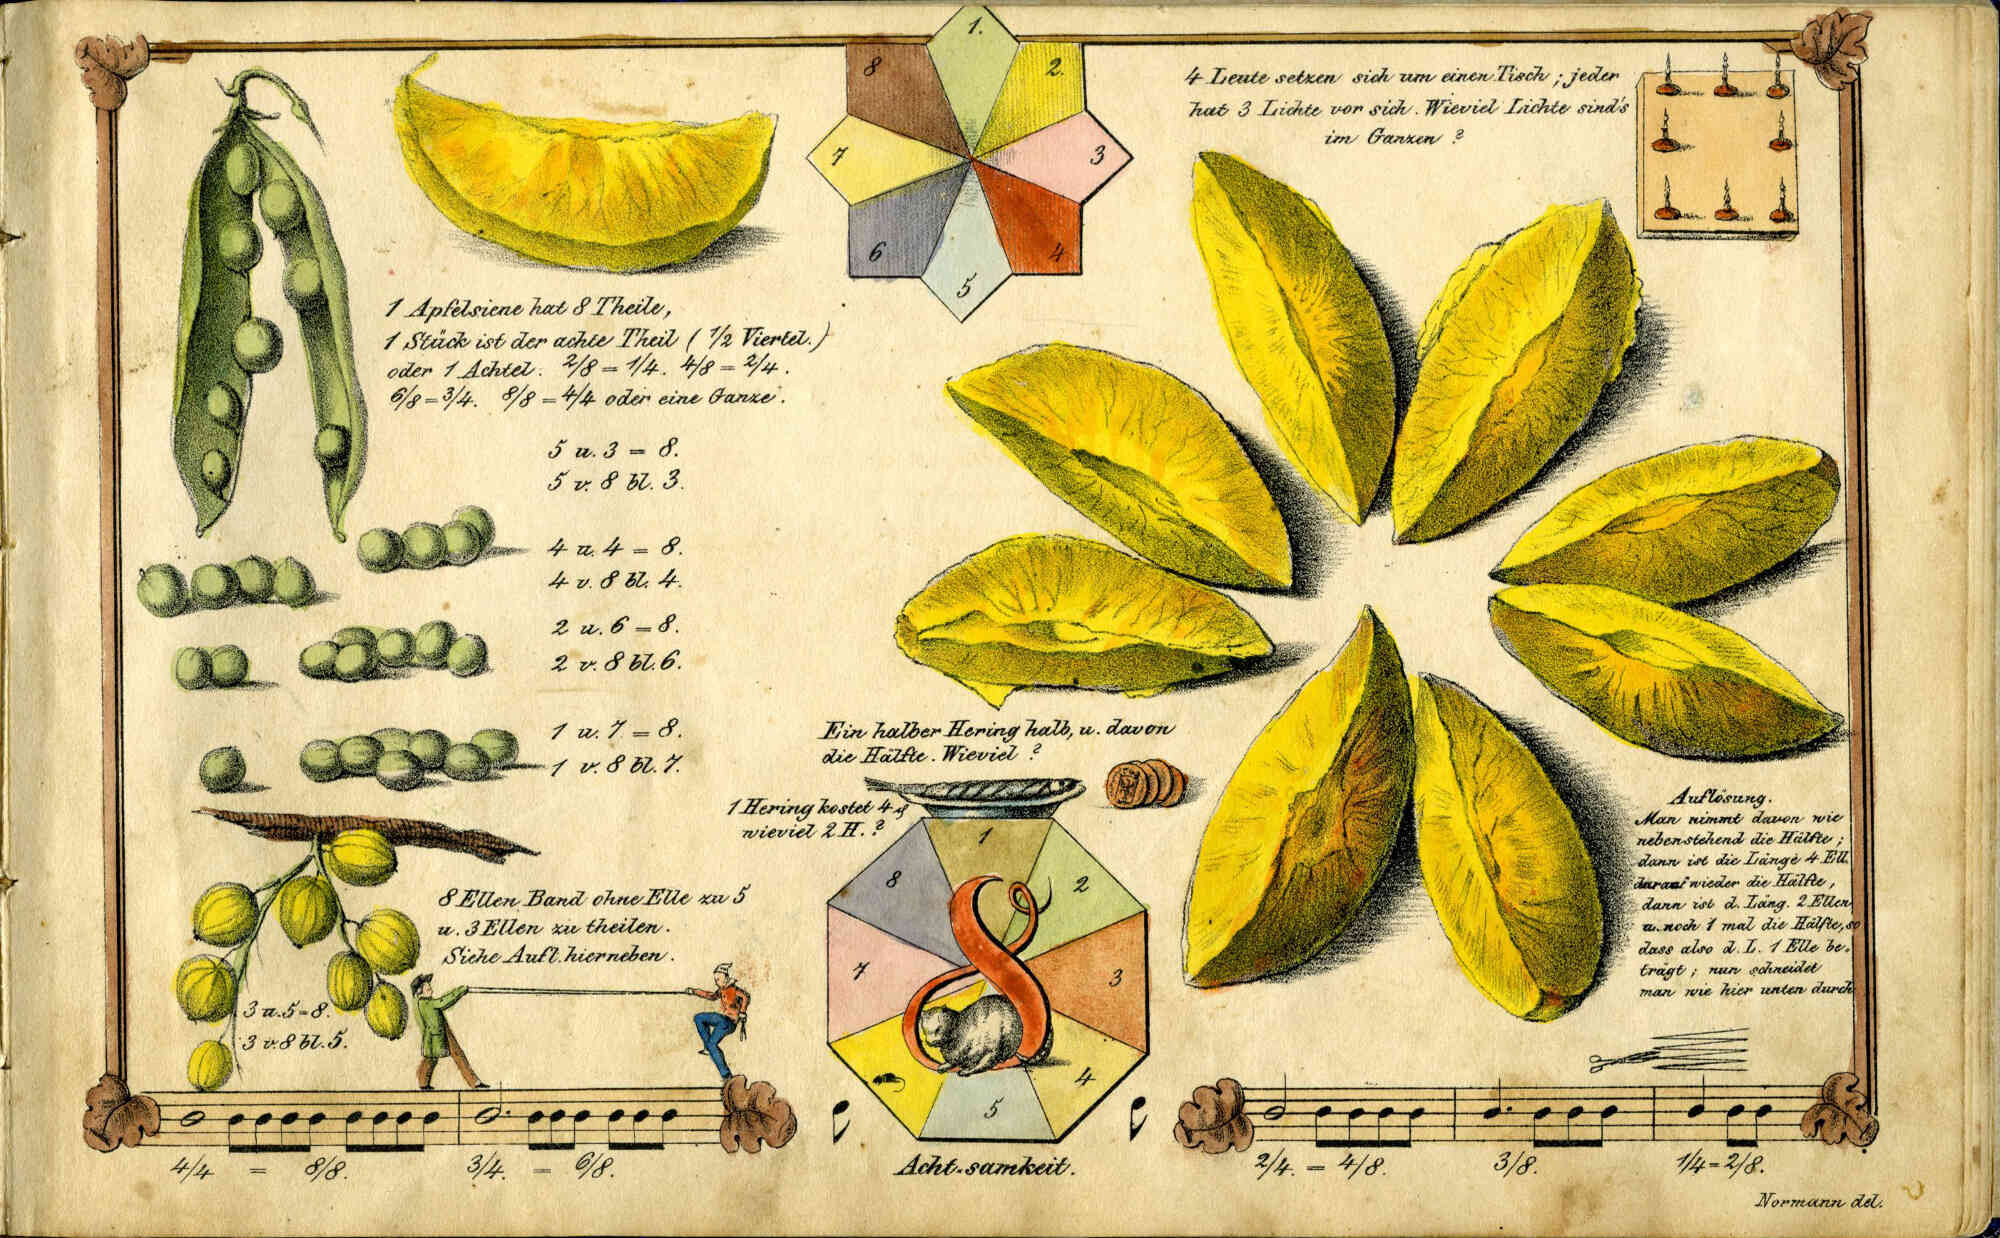 1.
2.
3
4
5
6
7
8
4 Leute setzen sich um einen Tisch ; jeder
hat 3 Lichte vor sich. Wieviel Lichte sind's
im Ganzen ?
1 Apfelsiene hat 8 Theile,
1 Stück ist der achte Theil ( 1/2 Viertel.)
oder 1 Achtel. 2/8 = 1/4. 4/8 = 2/4.
6/8 = 3/4. 8/8 = 4/4 oder eine Ganze.
5 u. 3 = 8.
5 v. 8 bl. 3.
4 u. 4 = 8.
4 v. 8 bl. 4.
2 u. 6 = 8.
2 v. 8 bl. 6.
1 u. 7 = 8.
1 v. 8 bl. 7.
Ein halber Hering halb, u. davon
die Hälfte. Wieviel ?
1 Hering kostet 4 ₰
wieviel 2 H. ?
8 Ellen Band ohne Elle zu 5
u. 3 Ellen zu theilen.
Siehe Aufl. hierneben.
3 u. 5 = 8.
3 v. 8 bl. 5.
1
2
3
4
5
7
8
8
Auflösung.
Man nimmt davon wie
nebenstehend die Hälfte ;
dann ist die Länge 4 Ell.
darauf wieder die Hälfte,
dann ist d. Läng. 2 Ellen
u. noch 1 mal die Hälfte, so
dass also d. L. 1 Elle be-
trägt ; nun schneidet
man wie hier unten durch
4/4 = 8/8. 3/4. = 6/8.
Acht-samkeit.
2/4. = 4/8. 3/8. 1/4 = 2/8.
Normann del.